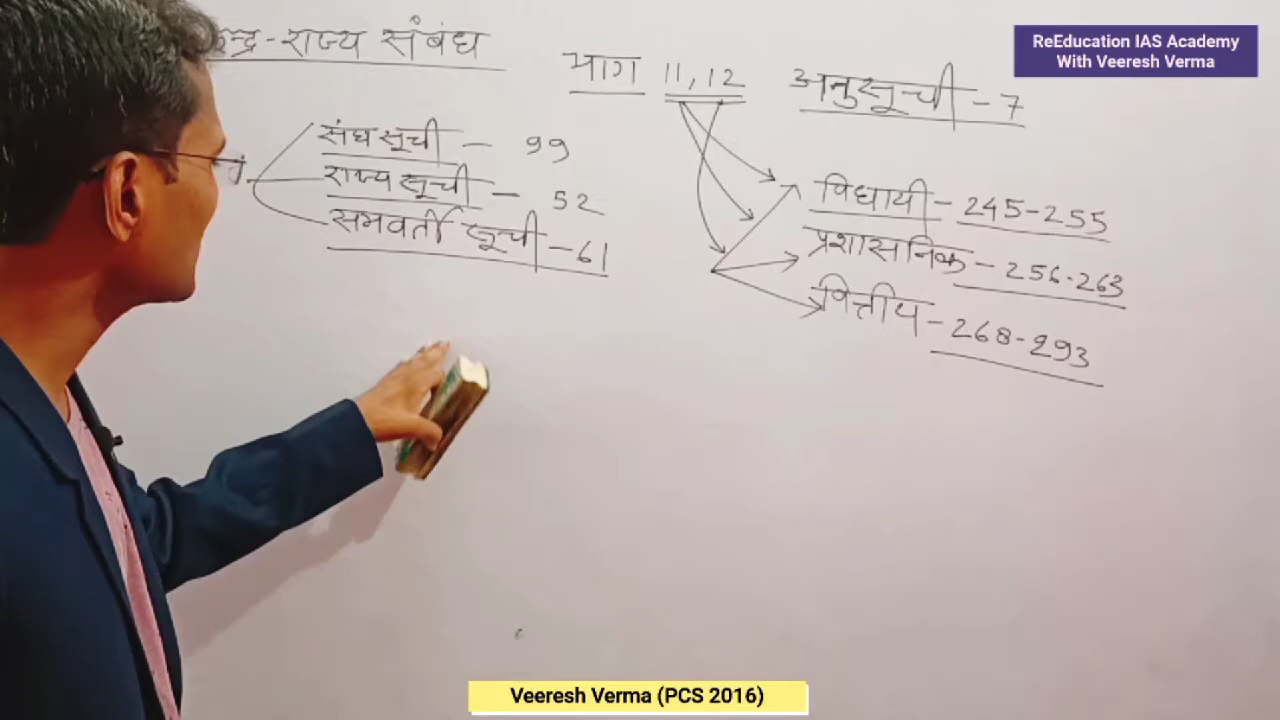 केन्द्र-राज्य संबंध
भाग 11, 12
अनुसूची - 7
ReEducation IAS Academy
With Veeresh Verma
संघ सूची - 99
राज्य सूची - 52
समवर्ती सूची - 61
विधायी - 245-255
प्रशासनिक - 256-263
वित्तीय - 268-293
Veeresh Verma (PCS 2016)